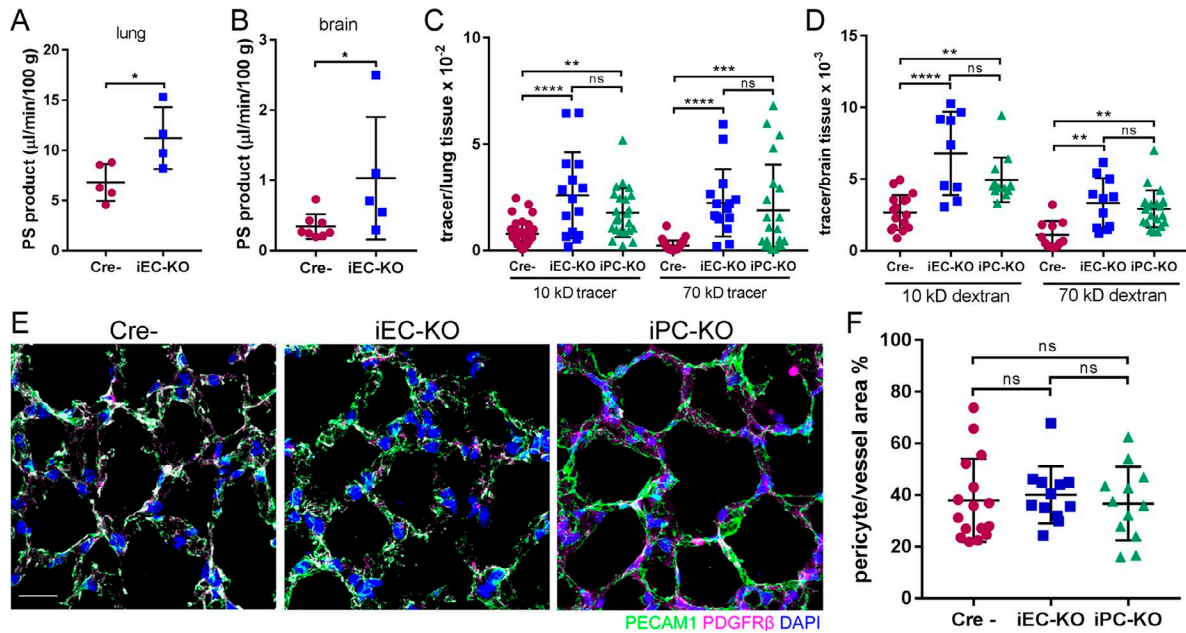 A
lung
PS product (µl/min/100 g)
20
15
10
5
0
*
Cre-
iEC-KO
B
brain
PS product (µl/min/100 g)
3
2
1
0
*
Cre-
iEC-KO
C
tracer/lung tissue x 10-2
10
5
0
**
****
ns
***
****
ns
Cre-
iEC-KO
iPC-KO
Cre-
iEC-KO
iPC-KO
10 kD tracer
70 kD tracer
D
tracer/brain tissue x 10-3
15
10
5
0
**
****
ns
**
**
ns
Cre-
iEC-KO
iPC-KO
Cre-
iEC-KO
iPC-KO
10 kD dextran
70 kD dextran
E
Cre-
iEC-KO
iPC-KO
PECAM1 PDGFRβ DAPI
F
pericyte/vessel area %
100
80
60
40
20
0
ns
ns
ns
Cre -
iEC-KO
iPC-KO